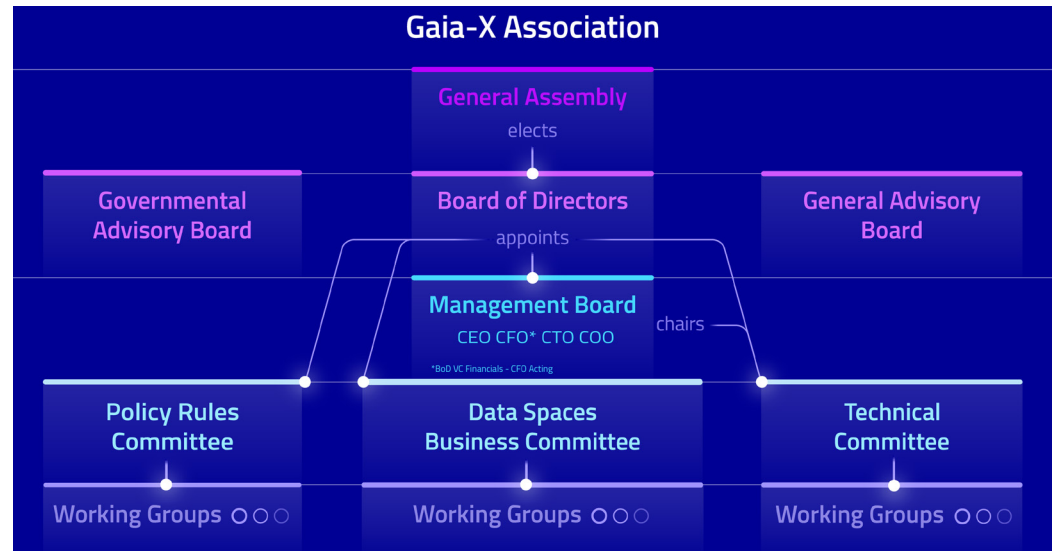 Gaia-X Association
General Assembly
elects
Governmental
Advisory Board
Board of Directors
General Advisory
Board
appoints
Management Board
CEO CFO* CTO COO
chairs
*BoD VC Financials - CFO Acting
Policy Rules
Committee
Data Spaces
Business Committee
Technical
Committee
Working Groups
Working Groups
Working Groups